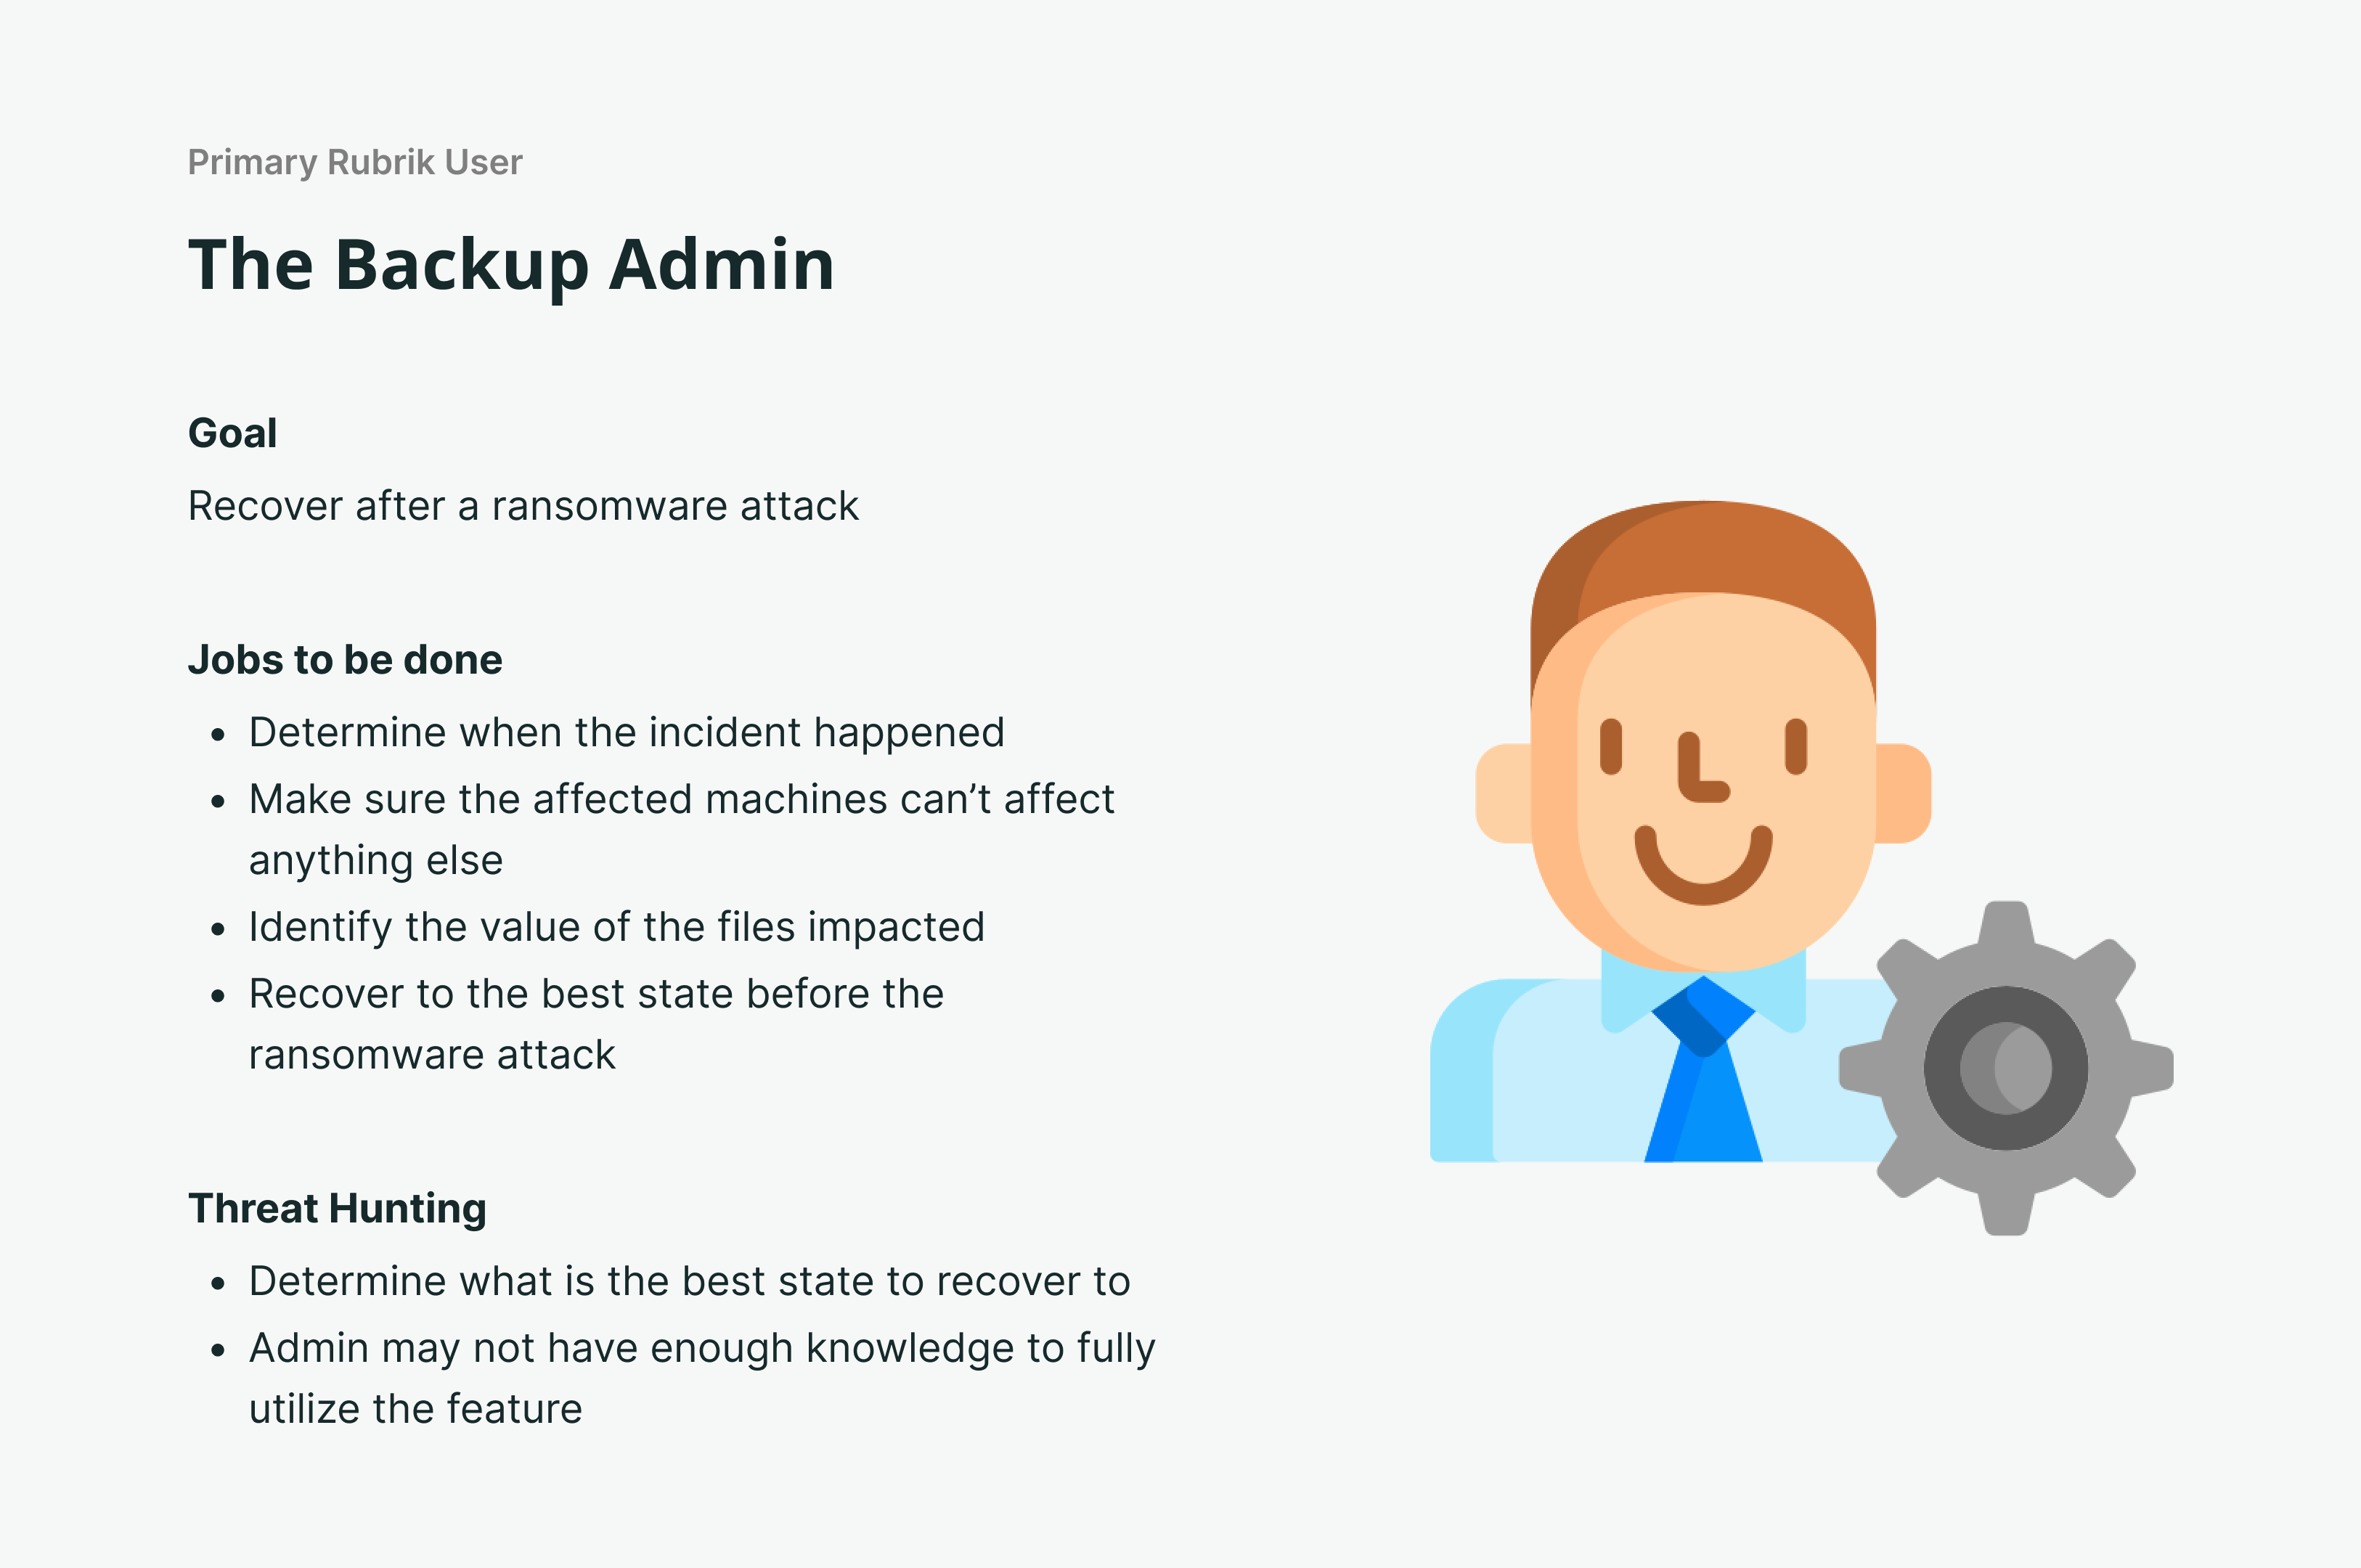 Primary Rubrik User
The Backup Admin
Goal
Recover after a ransomware attack
Jobs to be done
• Determine when the incident happened
• Make sure the affected machines can’t affect
anything else
• Identify the value of the files impacted
• Recover to the best state before the
ransomware attack
Threat Hunting
• Determine what is the best state to recover to
• Admin may not have enough knowledge to fully
utilize the feature